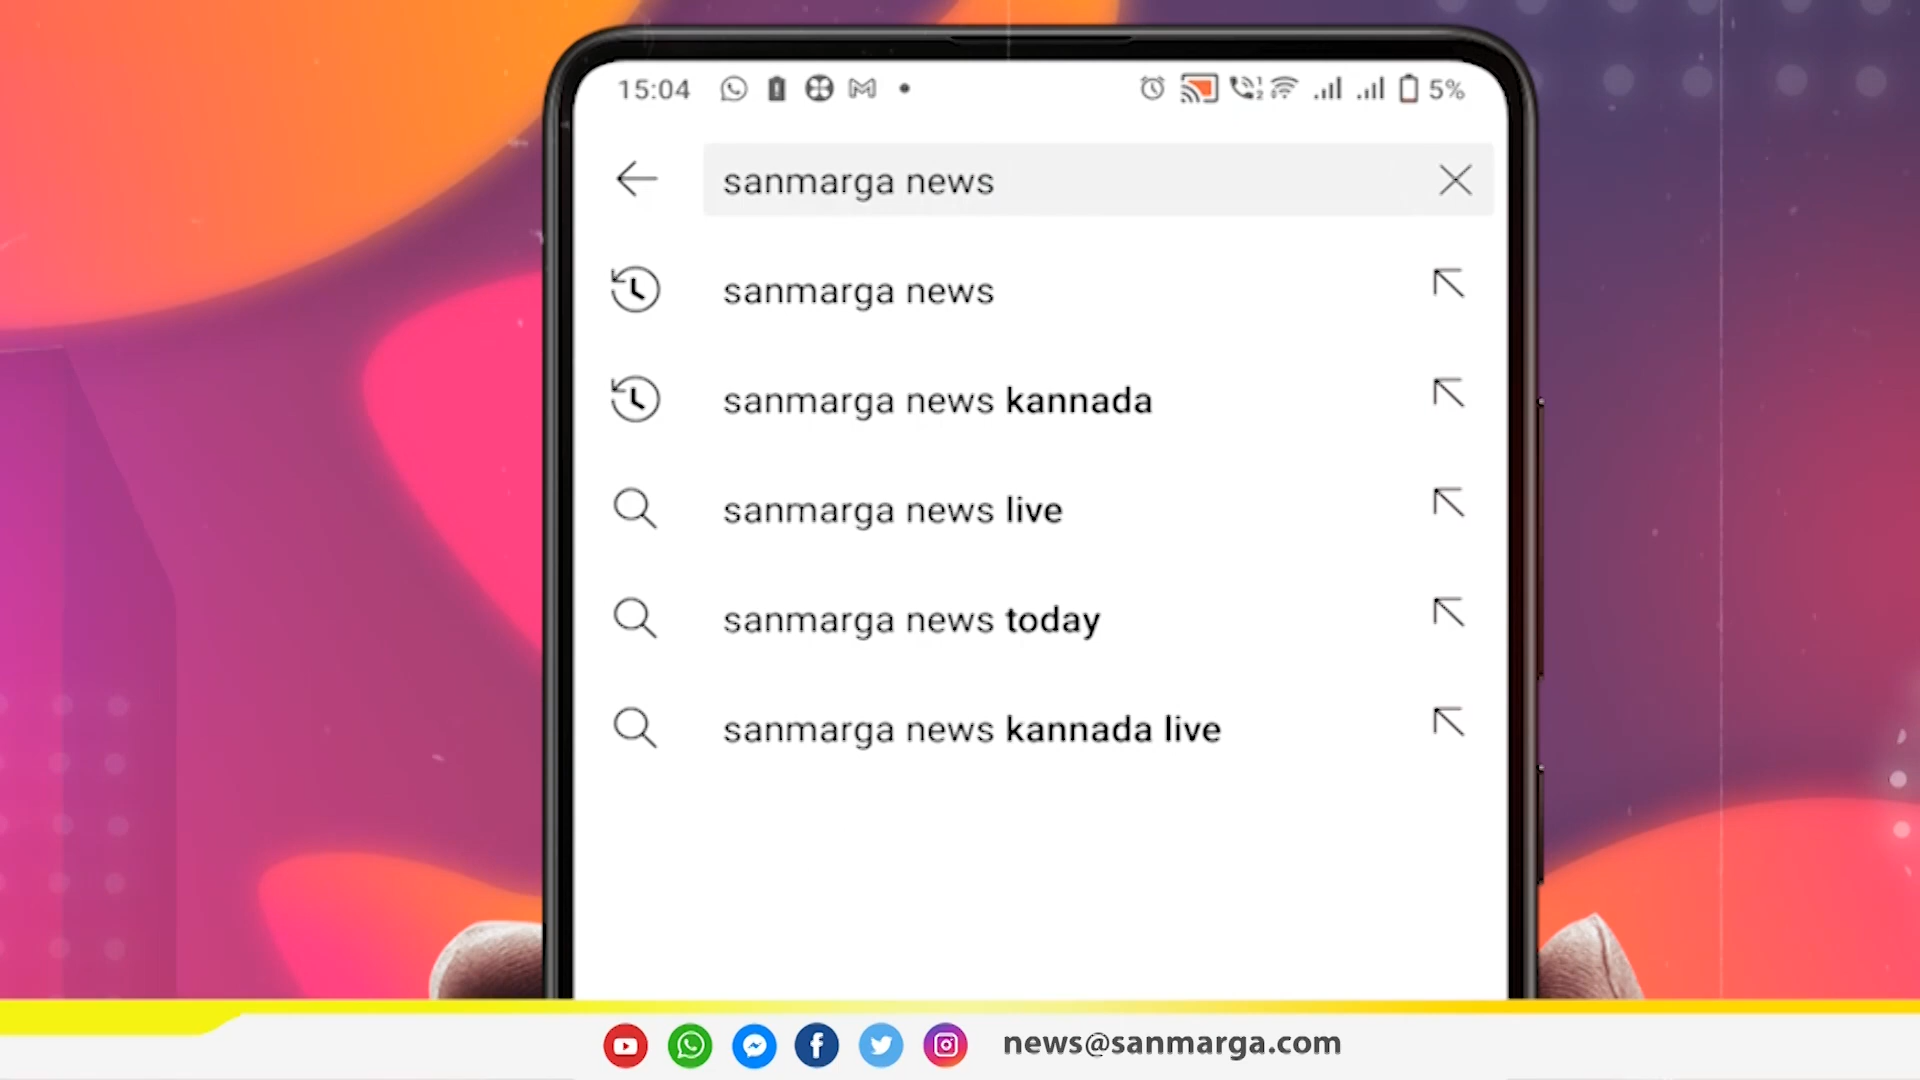 15:04
5%
sanmarga news
sanmarga news
sanmarga news kannada
sanmarga news live
sanmarga news today
sanmarga news kannada live
news@sanmarga.com